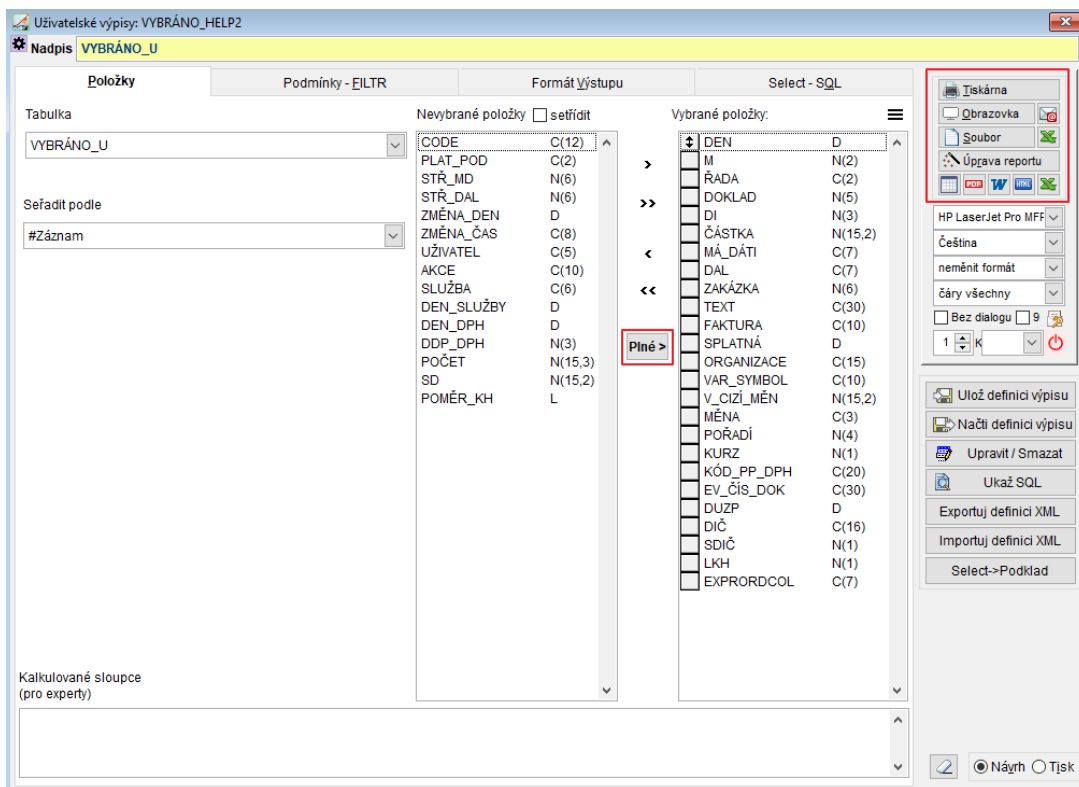 Uživatelské výpisy: VYBRÁNO_HELP2
Nadpis VYBRÁNO_U
Položky
Podmínky - FILTR
Formát Výstupu
Select - SQL
Tabulka
VYBRÁNO_U
Seřadit podle
#Záznam
Nevybrané položky setřídit
CODE C(12)
PLAT_POD C(2)
STŘ_MD N(6)
STŘ_DAL N(6)
ZMĚNA_DEN D
ZMĚNA_ČAS C(8)
UŽIVATEL C(5)
AKCE C(10)
SLUŽBA C(6)
DEN_SLUŽBY D
DEN_DPH D
DDP_DPH N(3)
POČET N(15,3)
SD N(15,2)
POMĚR_KH L
>
>>
<
<<
Plné >
Vybrané položky:
DEN D
M N(2)
ŘADA C(2)
DOKLAD N(5)
DI N(3)
ČÁSTKA N(15,2)
MÁ_DÁTI C(7)
DAL C(7)
ZAKÁZKA N(6)
TEXT C(30)
FAKTURA C(10)
SPLATNÁ D
ORGANIZACE C(15)
VAR_SYMBOL C(10)
V_CIZÍ_MĚN N(15,2)
MĚNA C(3)
POŘADÍ N(4)
KURZ N(1)
KÓD_PP_DPH C(20)
EV_ČÍS_DOK C(30)
DUZP D
DIČ C(16)
SDIČ N(1)
LKH N(1)
EXPRORDCOL C(7)
Kalkulované sloupce
(pro experty)
Tiskárna
Obrazovka
Soubor
Úprava reportu
PDF W HTML
HP LaserJet Pro MFF
Čeština
neměnit formát
čáry všechny
Bez dialogu 9
1 K
Ulož definici výpisu
Načti definici výpisu
Upravit / Smazat
Ukaž SQL
Exportuj definici XML
Importuj definici XML
Select->Podklad
Návrh Tisk